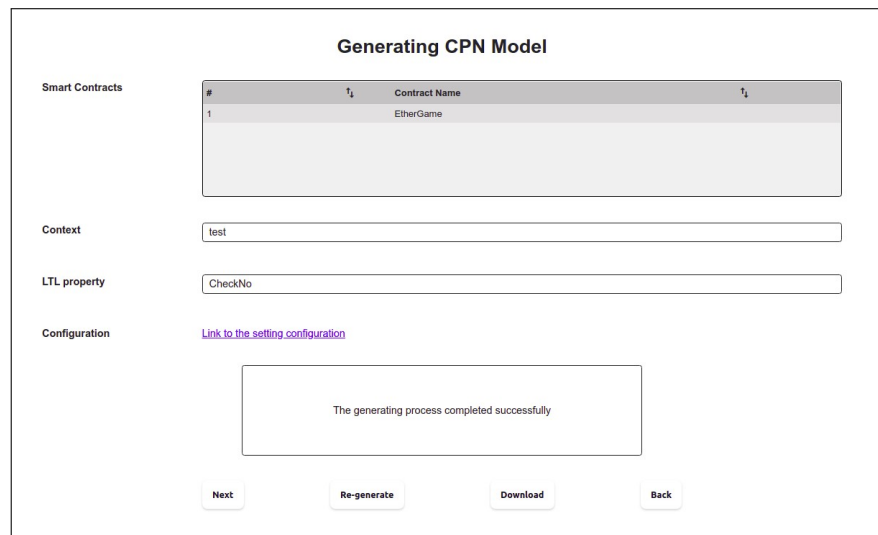 Generating CPN Model
Smart Contracts
# ↑↓ Contract Name ↑↓
1 EtherGame
Context
test
LTL property
CheckNo
Configuration
Link to the setting configuration
The generating process completed successfully
Next Re-generate Download Back